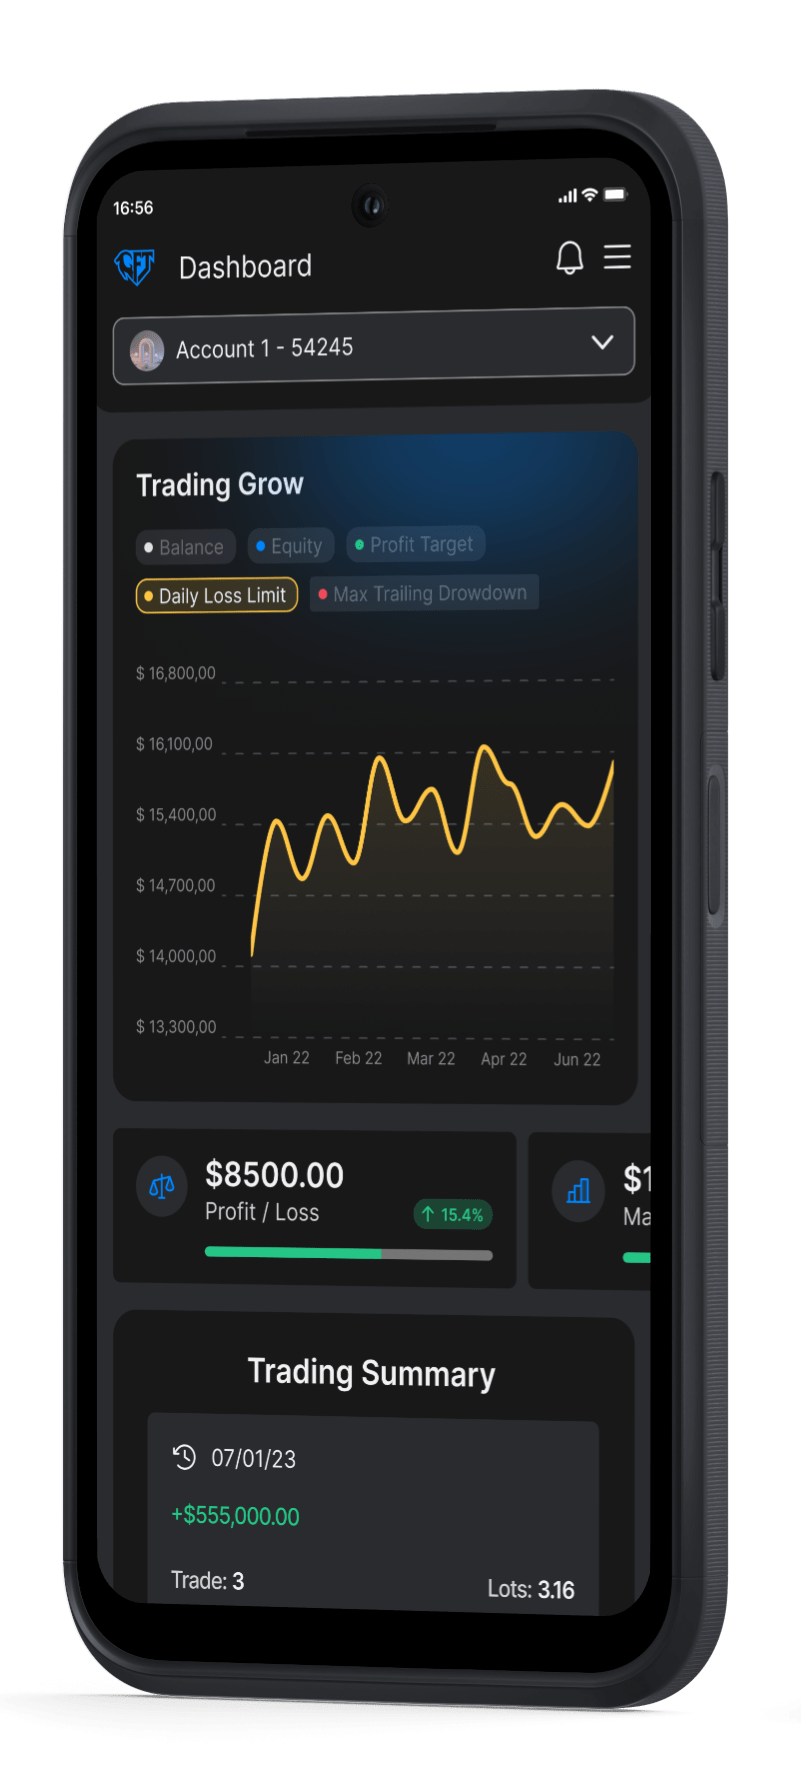 16:56
CFT Dashboard
Account 1 - 54245
Trading Grow
Balance Equity Profit Target
Daily Loss Limit Max Trailing Drowdown
$ 16,800,00
$ 16,100,00
$ 15,400,00
$ 14,700,00
$ 14,000,00
$ 13,300,00
Jan 22 Feb 22 Mar 22 Apr 22 Jun 22
$8500.00
Profit / Loss 15.4%
$1
Ma
Trading Summary
07/01/23
+$555,000.00
Trade: 3 Lots: 3.16